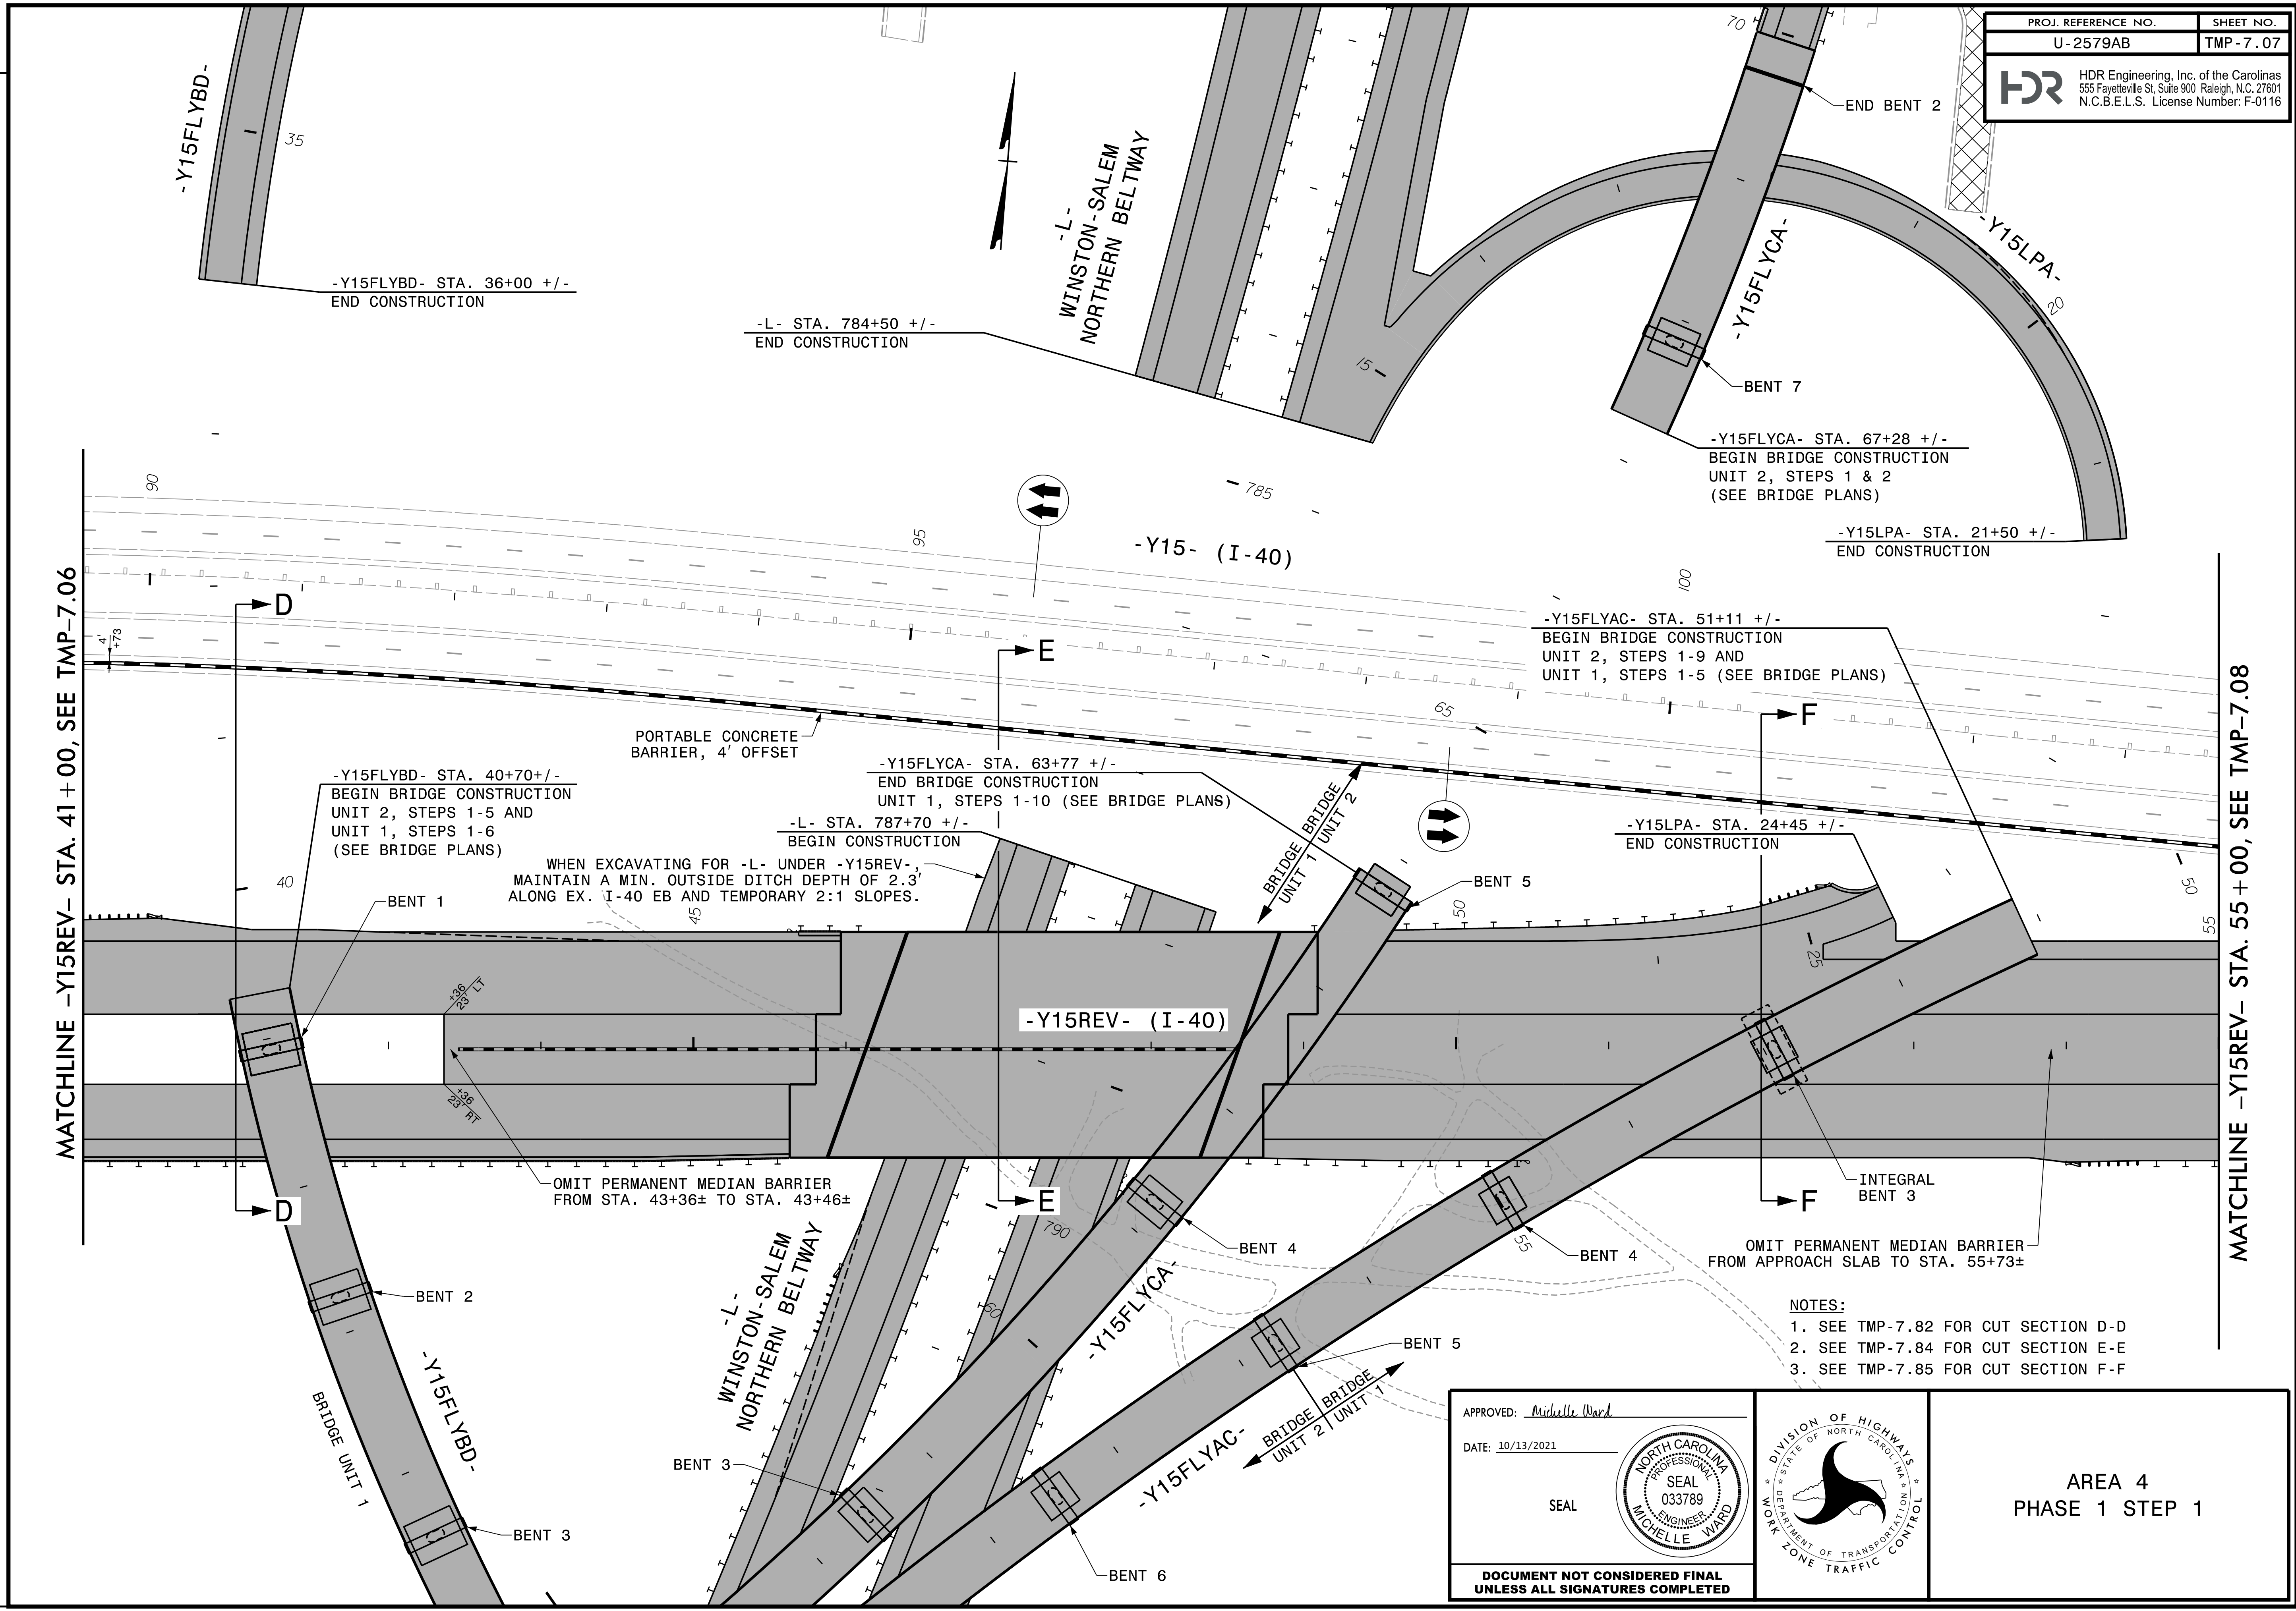 PROJ. REFERENCE NO.
SHEET NO.
U-2579AB
TMP-7.07
HDR
HDR Engineering, Inc. of the Carolinas
555 Fayetteville St, Suite 900 Raleigh, N.C. 27601
N.C.B.E.L.S. License Number: F-0116
-Y15FLYBD-
35
-Y15FLYBD- STA. 36+00 +/-
END CONSTRUCTION
-L-
WINSTON-SALEM
NORTHERN BELTWAY
-L- STA. 784+50 +/-
END CONSTRUCTION
70
END BENT 2
-Y15FLYCA-
-Y15LPA-
20
15
BENT 7
-Y15FLYCA- STA. 67+28 +/-
BEGIN BRIDGE CONSTRUCTION
UNIT 2, STEPS 1 & 2
(SEE BRIDGE PLANS)
-Y15LPA- STA. 21+50 +/-
END CONSTRUCTION
90
95
785
-Y15- (I-40)
100
MATCHLINE -Y15REV- STA. 41+00, SEE TMP-7.06
4'
+73
D
E
F
-Y15FLYAC- STA. 51+11 +/-
BEGIN BRIDGE CONSTRUCTION
UNIT 2, STEPS 1-9 AND
UNIT 1, STEPS 1-5 (SEE BRIDGE PLANS)
65
PORTABLE CONCRETE
BARRIER, 4' OFFSET
-Y15FLYBD- STA. 40+70+/-
BEGIN BRIDGE CONSTRUCTION
UNIT 2, STEPS 1-5 AND
UNIT 1, STEPS 1-6
(SEE BRIDGE PLANS)
-Y15FLYCA- STA. 63+77 +/-
END BRIDGE CONSTRUCTION
UNIT 1, STEPS 1-10 (SEE BRIDGE PLANS)
-L- STA. 787+70 +/-
BEGIN CONSTRUCTION
WHEN EXCAVATING FOR -L- UNDER -Y15REV-,
MAINTAIN A MIN. OUTSIDE DITCH DEPTH OF 2.3'
ALONG EX. I-40 EB AND TEMPORARY 2:1 SLOPES.
BRIDGE
UNIT 1
BRIDGE
UNIT 2
-Y15LPA- STA. 24+45 +/-
END CONSTRUCTION
MATCHLINE -Y15REV- STA. 55+00, SEE TMP-7.08
40
BENT 1
45
BENT 5
50
50
55
25
+36
23' LT
-Y15REV- (I-40)
+36
23' RT
OMIT PERMANENT MEDIAN BARRIER
FROM STA. 43+36± TO STA. 43+46±
INTEGRAL
BENT 3
D
E
F
790
BENT 4
55
BENT 4
OMIT PERMANENT MEDIAN BARRIER
FROM APPROACH SLAB TO STA. 55+73±
BENT 2
-L-
WINSTON-SALEM
NORTHERN BELTWAY
60
-Y15FLYCA-
BENT 5
-Y15FLYBD-
BRIDGE UNIT 1
BRIDGE
UNIT 2
BRIDGE
UNIT 1
-Y15FLYAC-
BENT 3
BENT 3
BENT 6
NOTES:
1. SEE TMP-7.82 FOR CUT SECTION D-D
2. SEE TMP-7.84 FOR CUT SECTION E-E
3. SEE TMP-7.85 FOR CUT SECTION F-F
APPROVED: Michelle Ward
DATE: 10/13/2021
SEAL
NORTH CAROLINA
PROFESSIONAL
SEAL
033789
ENGINEER
MICHELLE WARD
DOCUMENT NOT CONSIDERED FINAL
UNLESS ALL SIGNATURES COMPLETED
DIVISION OF HIGHWAYS
STATE OF NORTH CAROLINA
DEPARTMENT OF TRANSPORTATION
WORK ZONE TRAFFIC CONTROL
AREA 4
PHASE 1 STEP 1